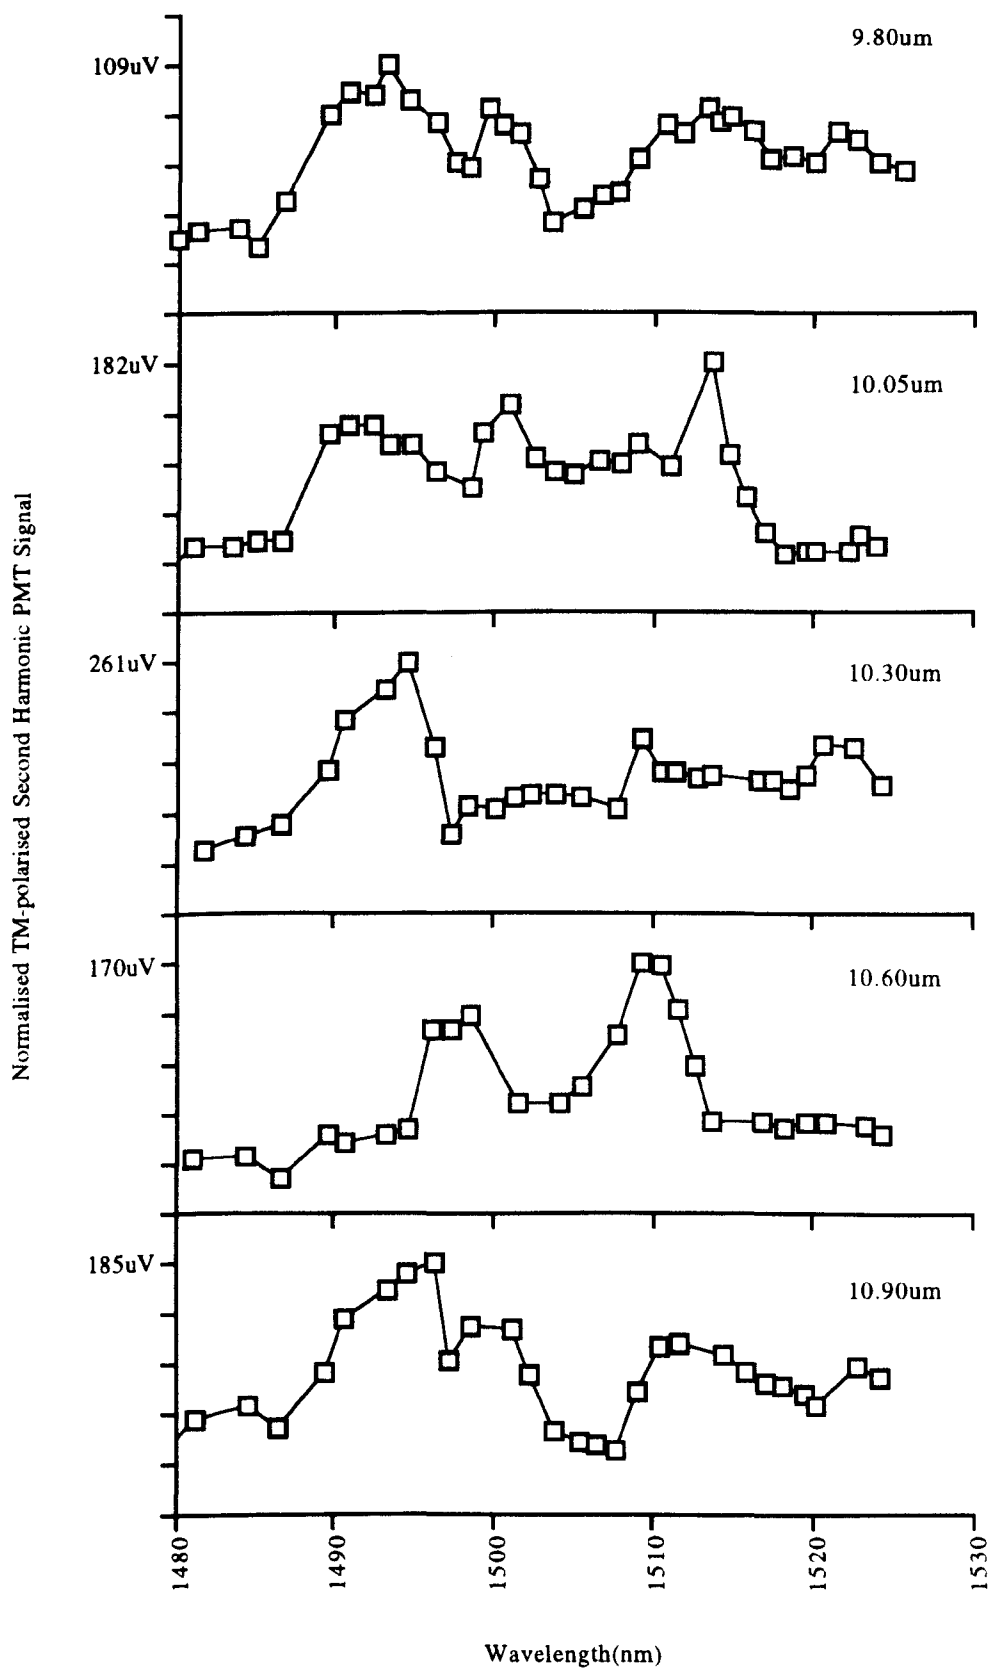 9.80um
109uV
182uV
10.05um
Normalised TM-polarised Second Harmonic PMT Signal
261uV
10.30um
170uV
10.60um
185uV
10.90um
1480
1490
1500
1510
1520
1530
Wavelength(nm)